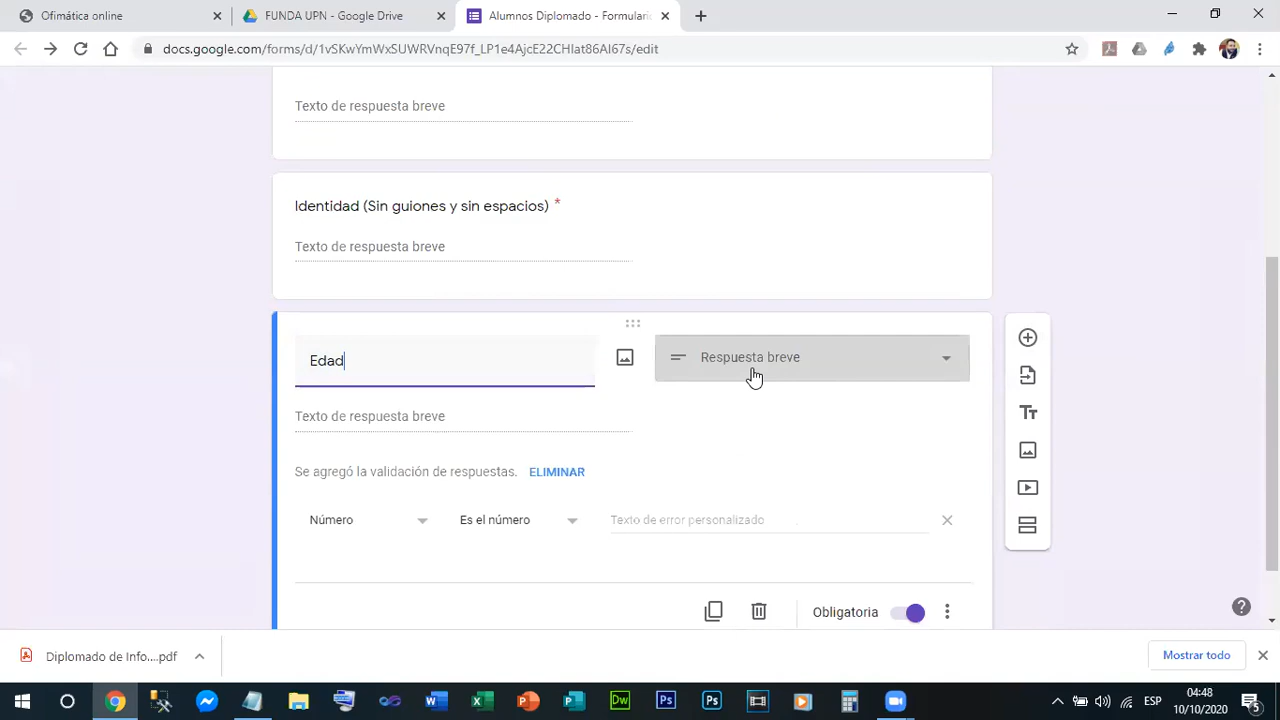 Ofimática online
FUNDA UPN - Google Drive
Alumnos Diplomado - Formulario
docs.google.com/forms/d/1vSKwYmWxSUWRVnqE97f_LP1e4AjcE22CHlat86Al67s/edit
Texto de respuesta breve
Identidad (Sin guiones y sin espacios) *
Texto de respuesta breve
Edad
Respuesta breve
Texto de respuesta breve
Se agregó la validación de respuestas. ELIMINAR
Número
Es el número
Texto de error personalizado
Obligatoria
Diplomado de Info....pdf
Mostrar todo
ESP
04:48
10/10/2020
5